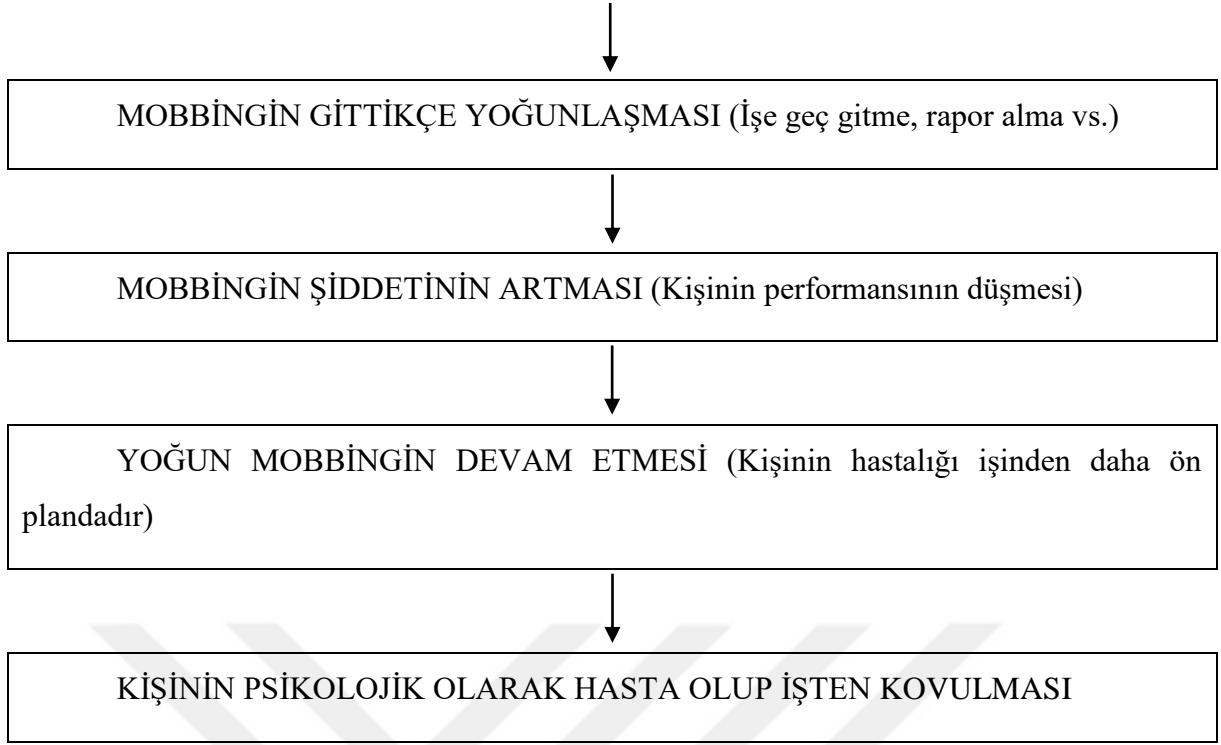 MOBBİNGİN GİTTİKÇE YOĞUNLAŞMASI (İşe geç gitme, rapor alma vs.)
MOBBİNGİN ŞİDDETİNİN ARTMASI (Kişinin performansının düşmesi)
YOĞUN MOBBİNGİN DEVAM ETMESİ (Kişinin hastalığı işinden daha ön
plandadır)
KİŞİNİN PSİKOLOJİK OLARAK HASTA OLUP İŞTEN KOVULMASI